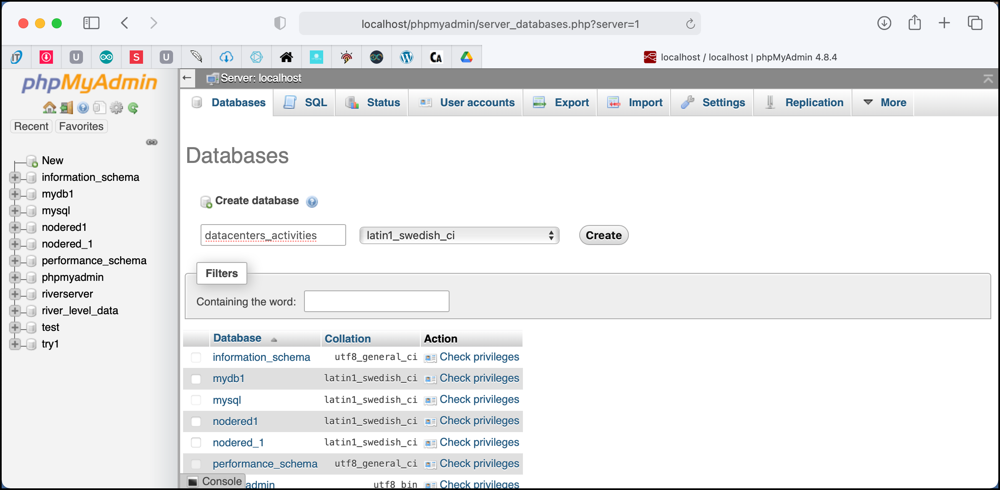 localhost/phpmyadmin/server_databases.php?server=1
IT
U
S
U
CA
localhost / localhost | phpMyAdmin 4.8.4
phpMyAdmin
Recent
Favorites
New
information_schema
mydb1
mysql
nodered1
nodered_1
performance_schema
phpmyadmin
riverserver
river_level_data
test
try1
Server: localhost
Databases
SQL
Status
User accounts
Export
Import
Settings
Replication
More
Databases
Create database
datacenters_activities
latin1_swedish_ci
Create
Filters
Containing the word:
Database Collation Action
information_schema utf8_general_ci Check privileges
mydb1 latin1_swedish_ci Check privileges
mysql latin1_swedish_ci Check privileges
nodered1 latin1_swedish_ci Check privileges
nodered_1 latin1_swedish_ci Check privileges
performance_schema utf8_general_ci Check privileges
admin utf8_bin Check privileges
Console